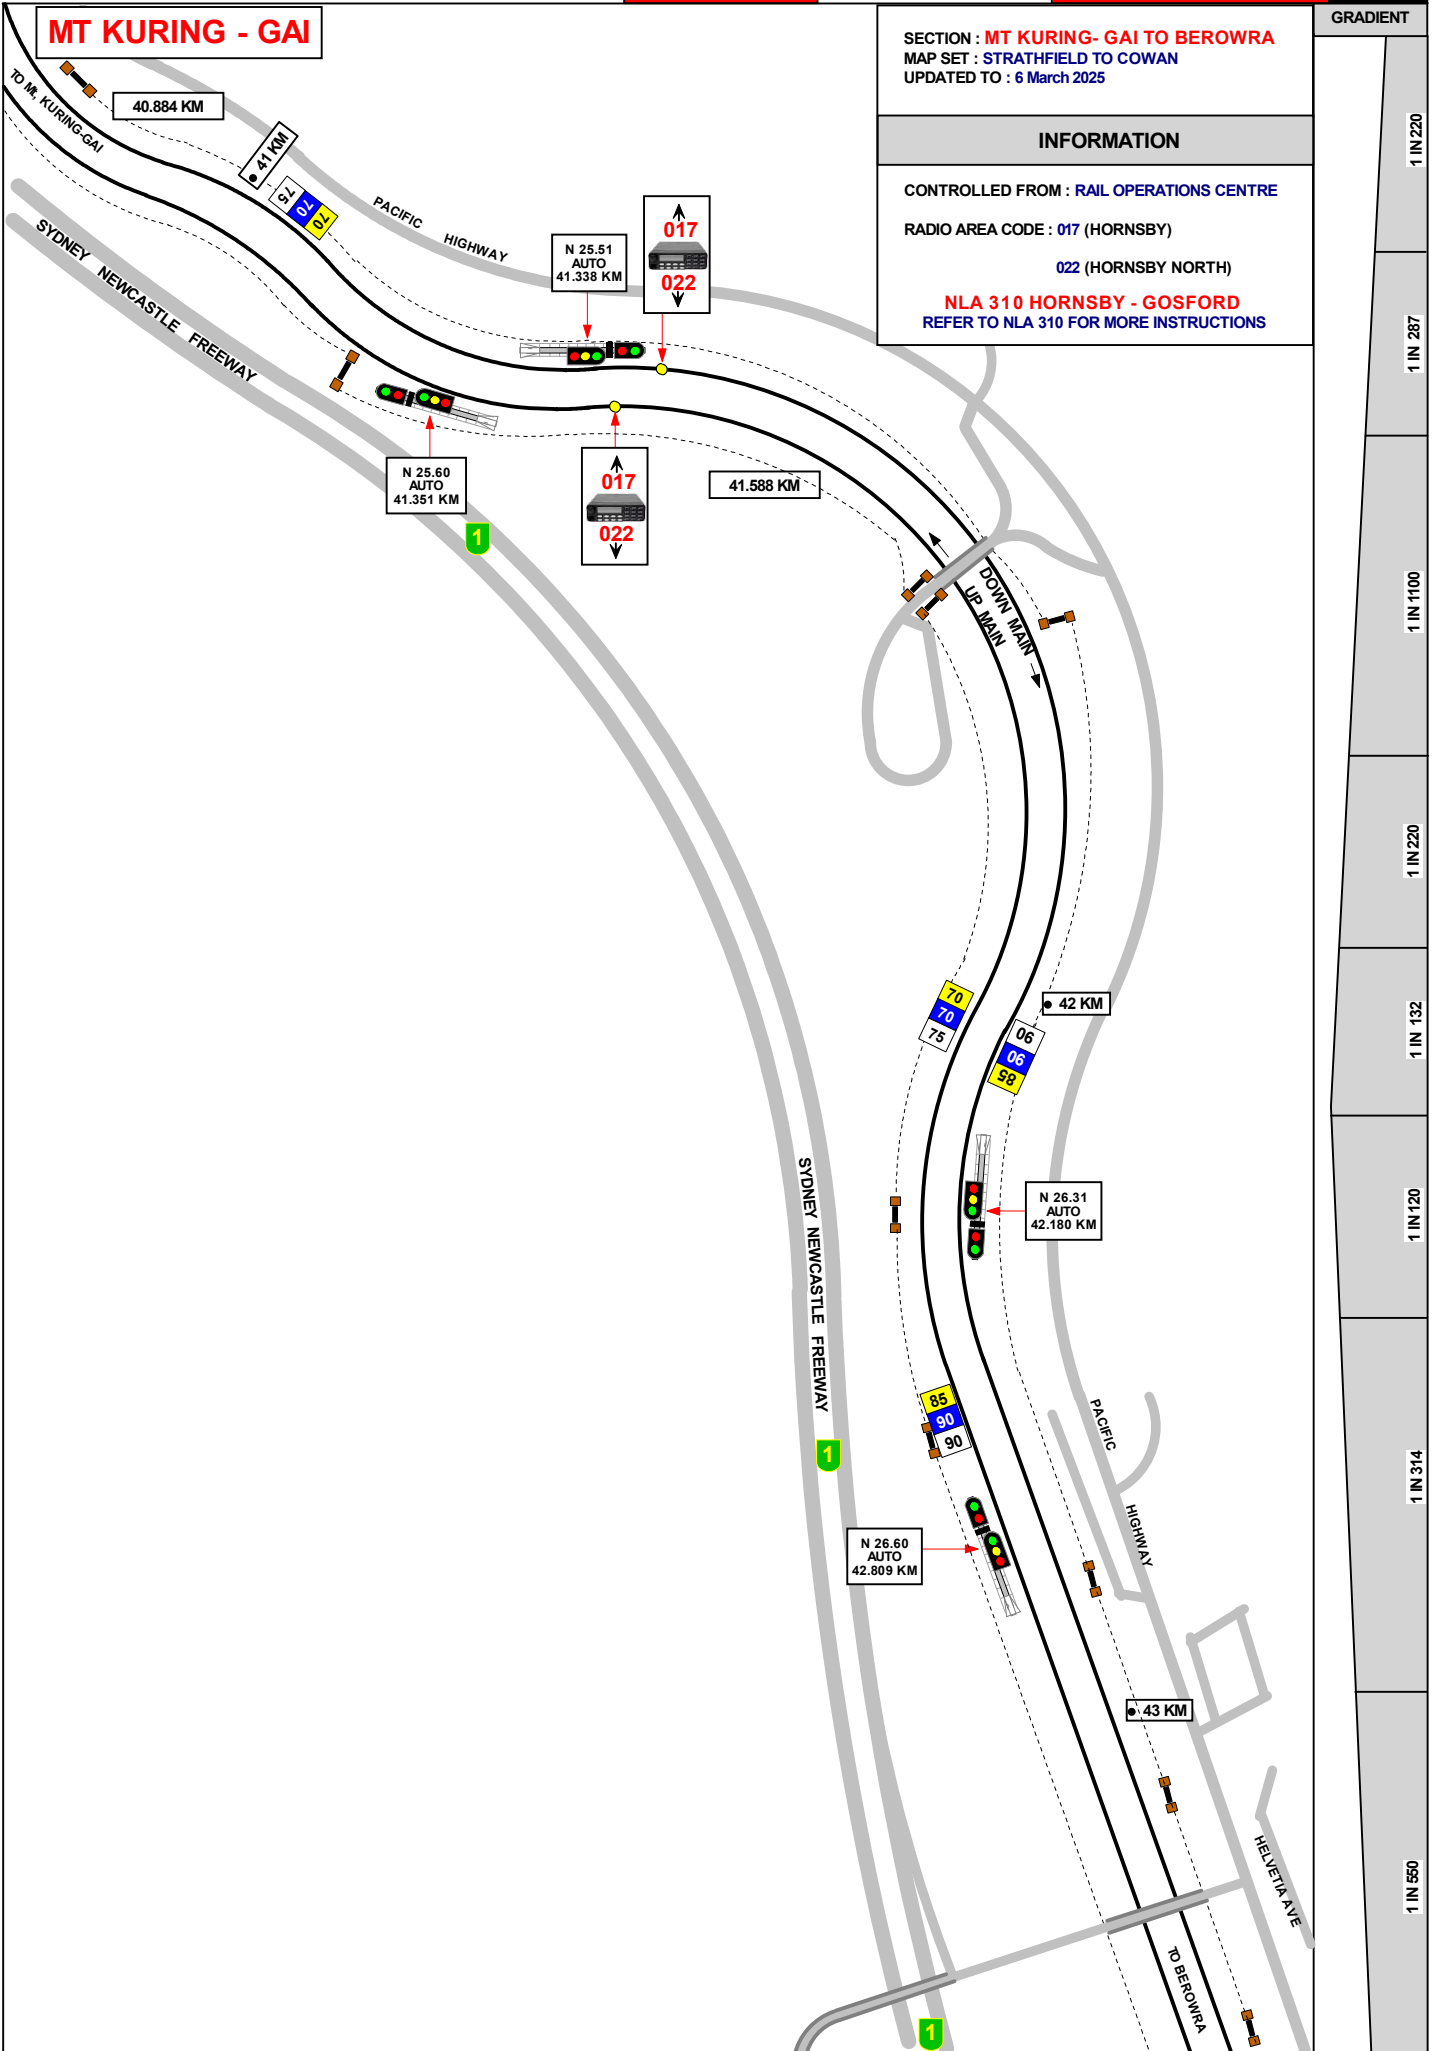 MT KURING - GAI
SECTION : MT KURING- GAI TO BEROWRA
MAP SET : STRATHFIELD TO COWAN
UPDATED TO : 6 March 2025
INFORMATION
CONTROLLED FROM : RAIL OPERATIONS CENTRE
RADIO AREA CODE : 017 (HORNSBY)
022 (HORNSBY NORTH)
NLA 310 HORNSBY - GOSFORD
REFER TO NLA 310 FOR MORE INSTRUCTIONS
GRADIENT
1 IN 220
1 IN 287
1 IN 1100
1 IN 220
1 IN 132
1 IN 120
1 IN 314
1 IN 550
TO Mt, KURING-GAI
40.884 KM
41 KM
75
70
70
PACIFIC
HIGHWAY
SYDNEY NEWCASTLE FREEWAY
N 25.51
AUTO
41.338 KM
017
022
N 25.60
AUTO
41.351 KM
017
022
41.588 KM
1
DOWN MAIN
UP MAIN
70
70
75
42 KM
90
90
85
N 26.31
AUTO
42.180 KM
SYDNEY NEWCASTLE FREEWAY
85
90
90
PACIFIC
HIGHWAY
1
N 26.60
AUTO
42.809 KM
43 KM
HELVETIA AVE
TO BEROWRA
1